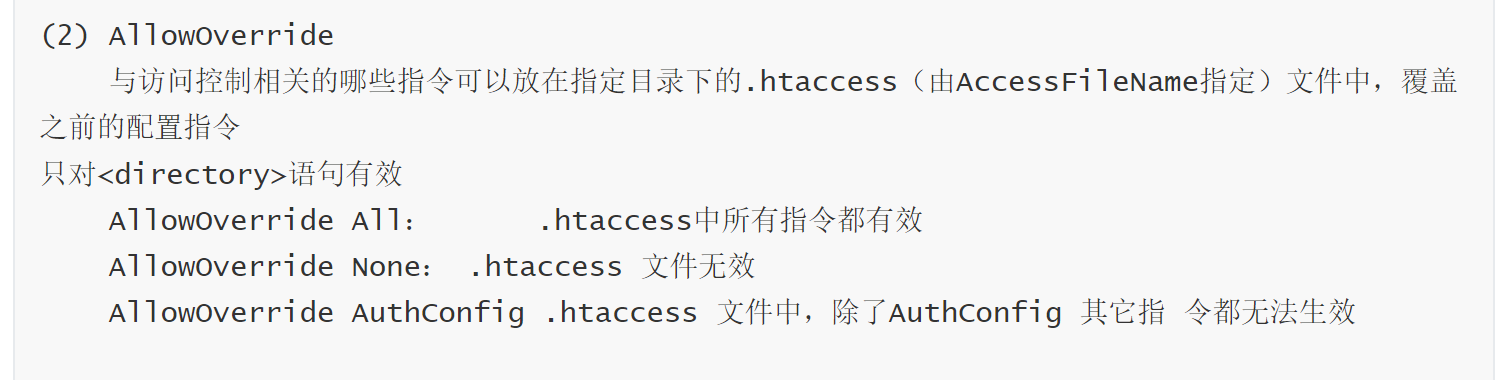 (2) AllowOverride
与访问控制相关的哪些指令可以放在指定目录下的.htaccess（由AccessFileName指定）文件中，覆盖
之前的配置指令
只对<directory>语句有效
AllowOverride All：      .htaccess中所有指令都有效
AllowOverride None： .htaccess 文件无效
AllowOverride AuthConfig .htaccess 文件中，除了AuthConfig 其它指 令都无法生效